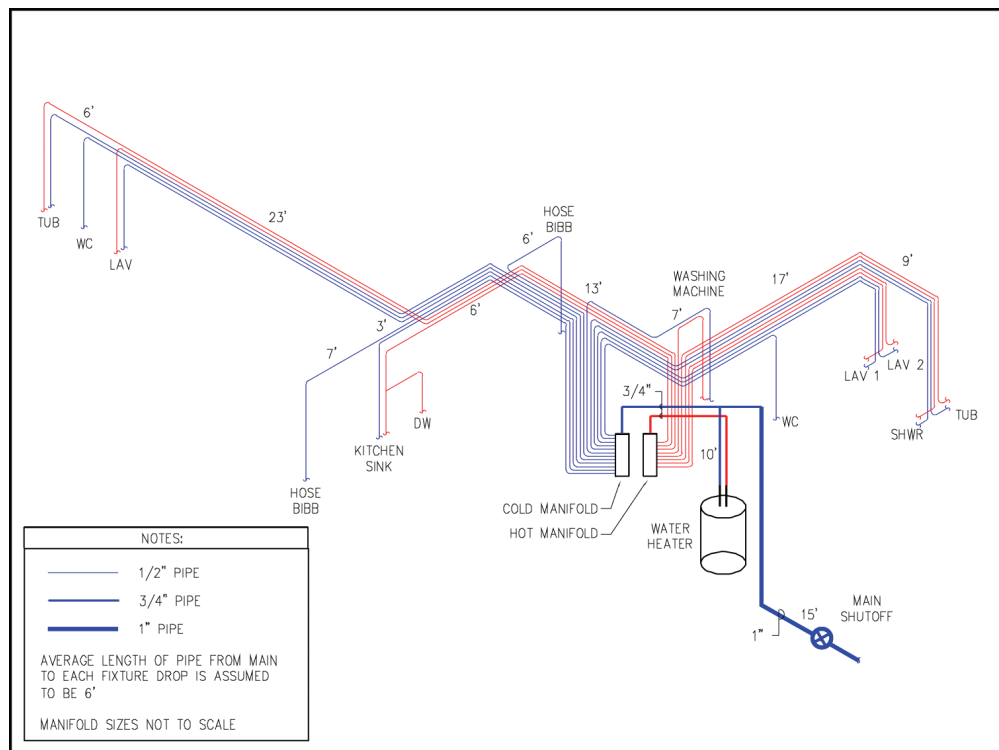 6'
23'
TUB
WC
LAV
HOSE
BIBB
6'
13'
WASHING
MACHINE
7'
17'
9'
3'
6'
7'
LAV 1
LAV 2
3/4"
DW
WC
SHWR
TUB
KITCHEN
SINK
10'
HOSE
BIBB
COLD MANIFOLD
HOT MANIFOLD
WATER
HEATER
MAIN
SHUTOFF
15'
1"
NOTES:
1/2" PIPE
3/4" PIPE
1" PIPE
AVERAGE LENGTH OF PIPE FROM MAIN
TO EACH FIXTURE DROP IS ASSUMED
TO BE 6'
MANIFOLD SIZES NOT TO SCALE